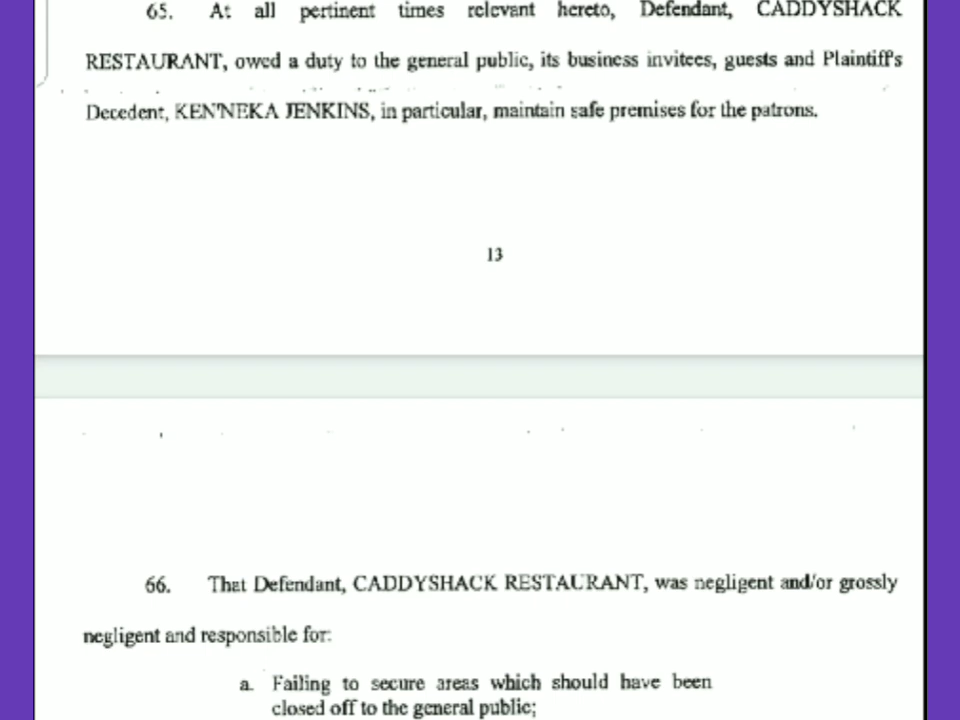 65. At all pertinent times relevant hereto, Defendant, CADDYSHACK
RESTAURANT, owed a duty to the general public, its business invitees, guests and Plaintiff's
Decedent, KENNEKA JENKINS, in particular, maintain safe premises for the patrons.
13
66. That Defendant, CADDYSHACK RESTAURANT, was negligent and/or grossly
negligent and responsible for:
a. Failing to secure areas which should have been
closed off to the general public;